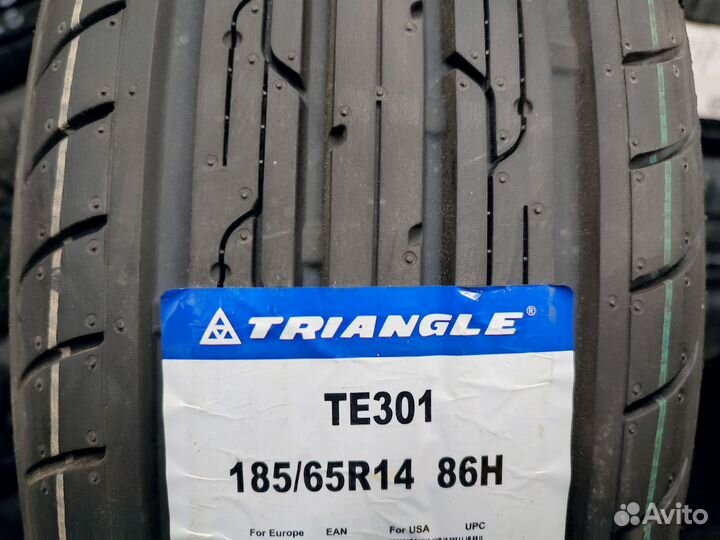 TRIANGLE®
TE301
185/65R14 86H
For Europe EAN For USA UPC
Avito